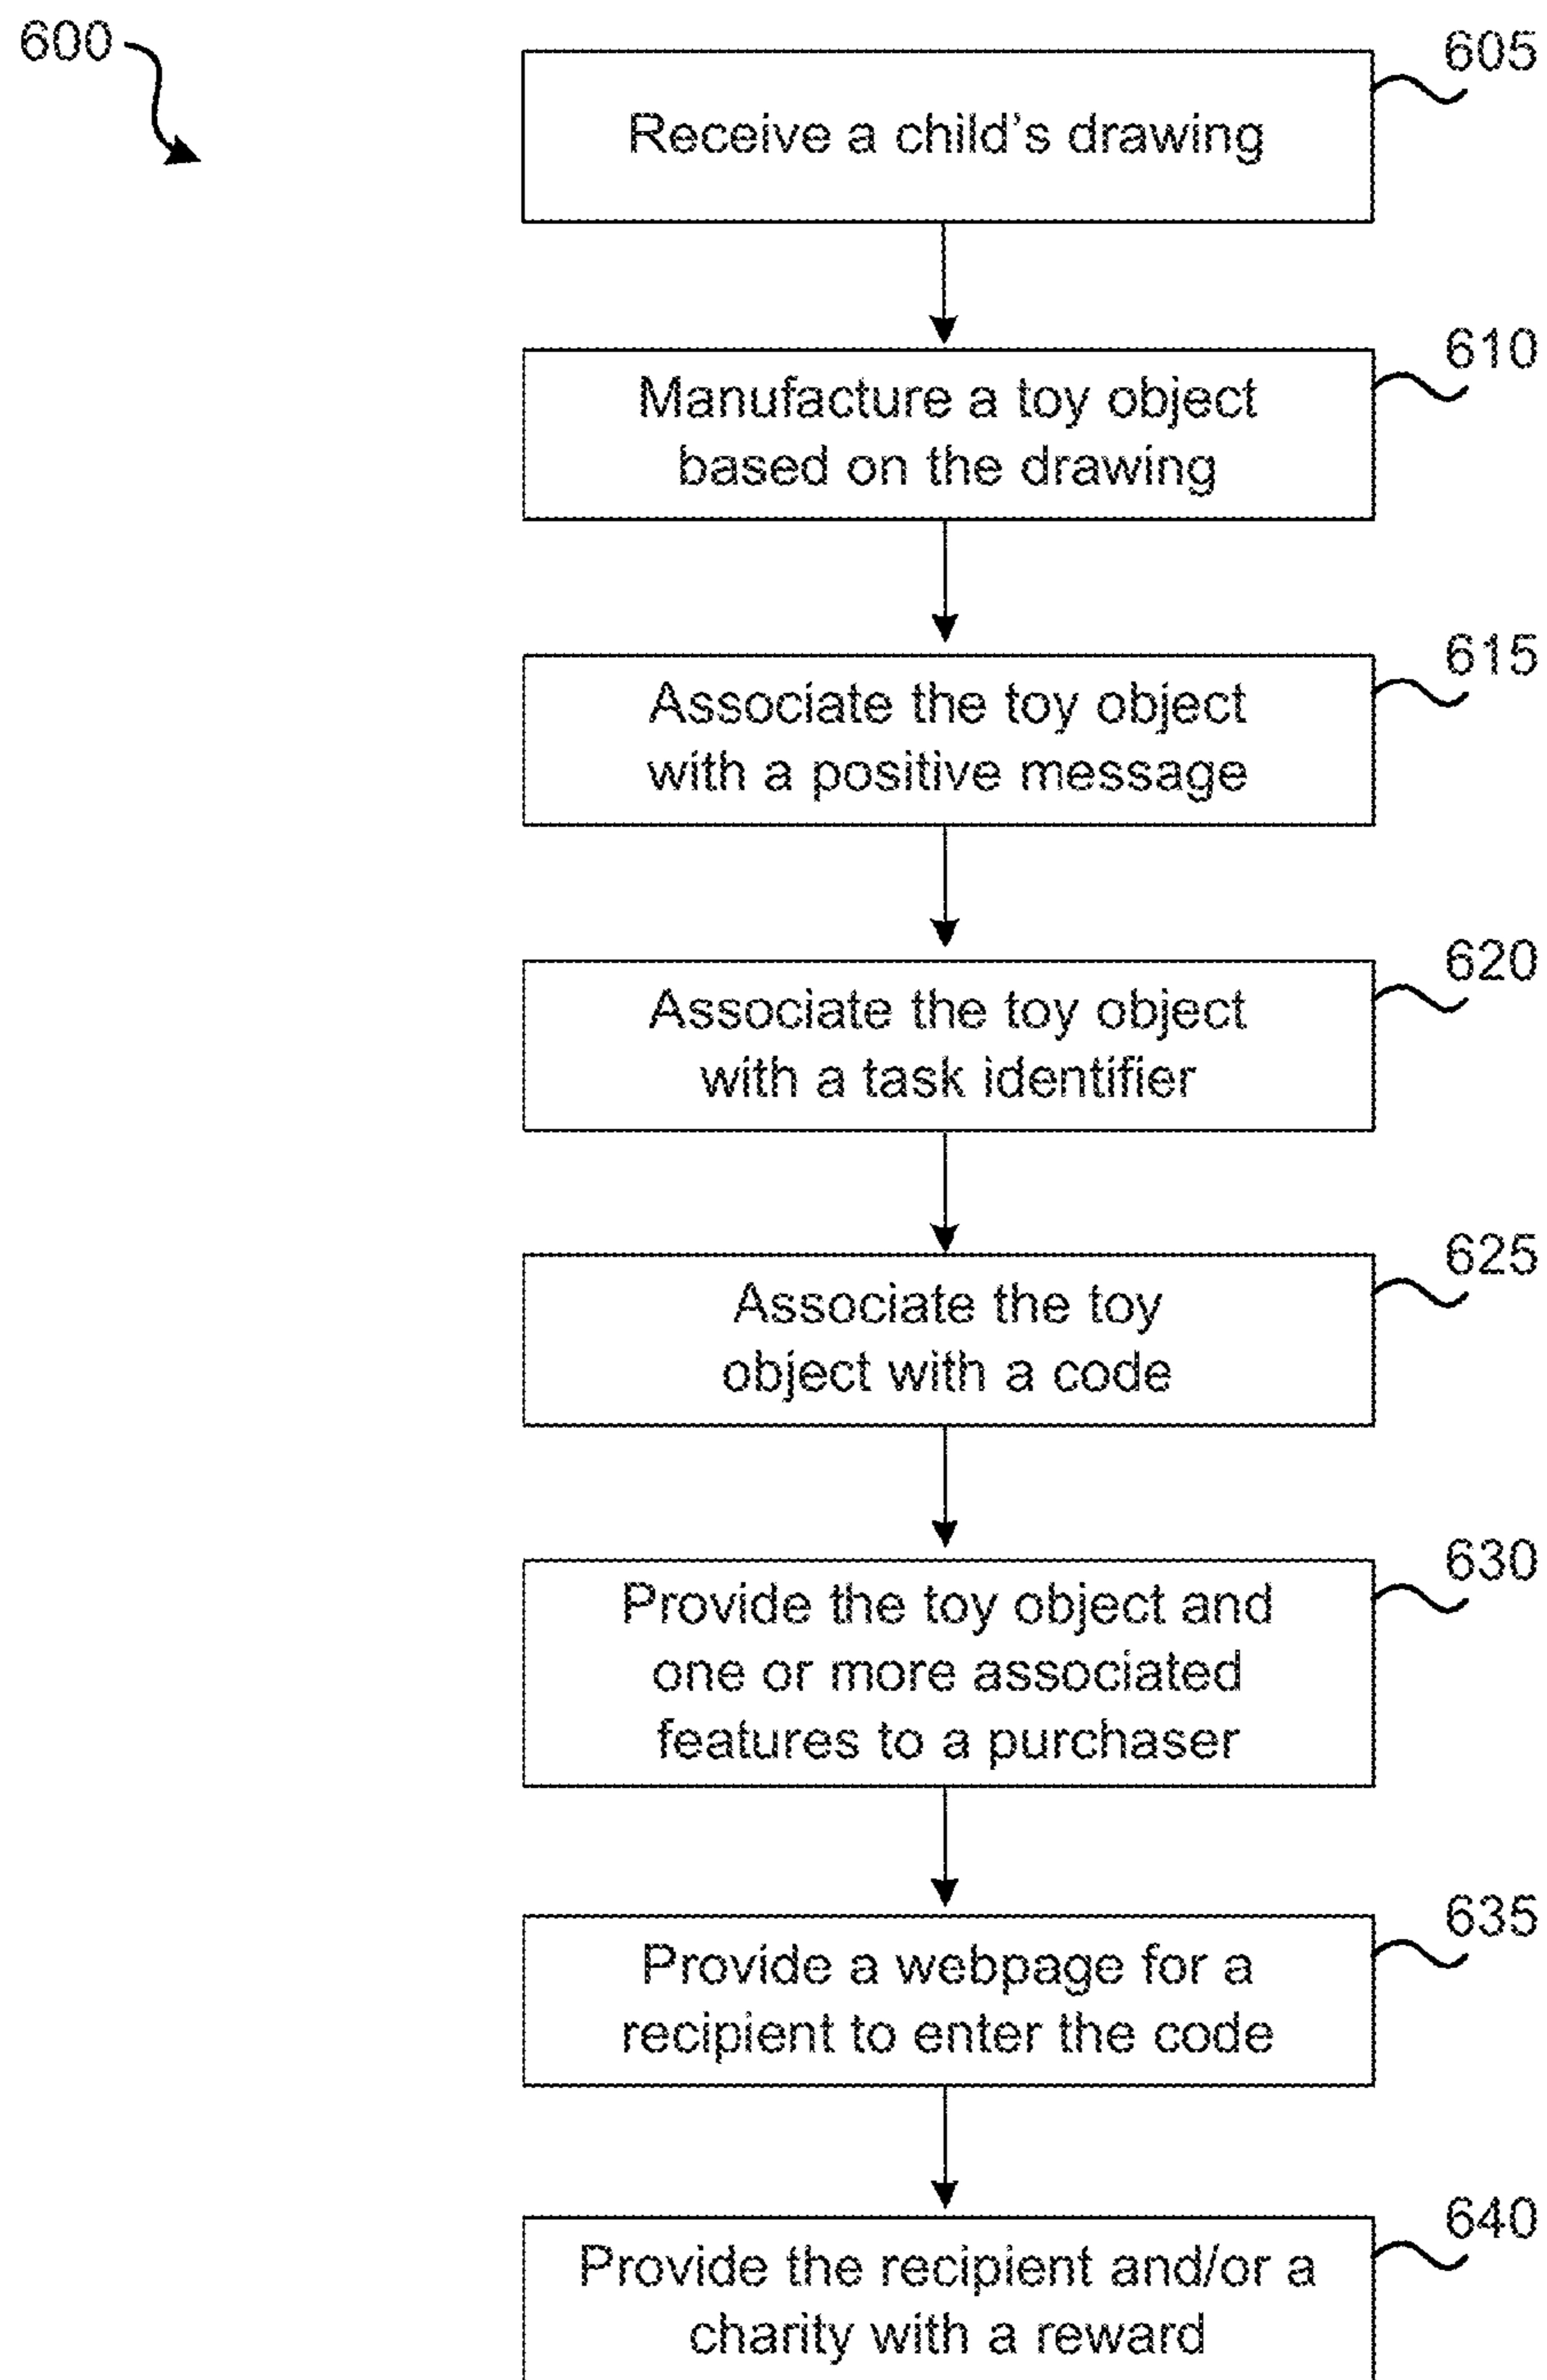 600
605
Receive a child's drawing
610
Manufacture a toy object
based on the drawing
615
Associate the toy object
with a positive message
620
Associate the toy object
with a task identifier
625
Associate the toy
object with a code
630
Provide the toy object and
one or more associated
features to a purchaser
635
Provide a webpage for a
recipient to enter the code
640
Provide the recipient and/or a
charity with a reward